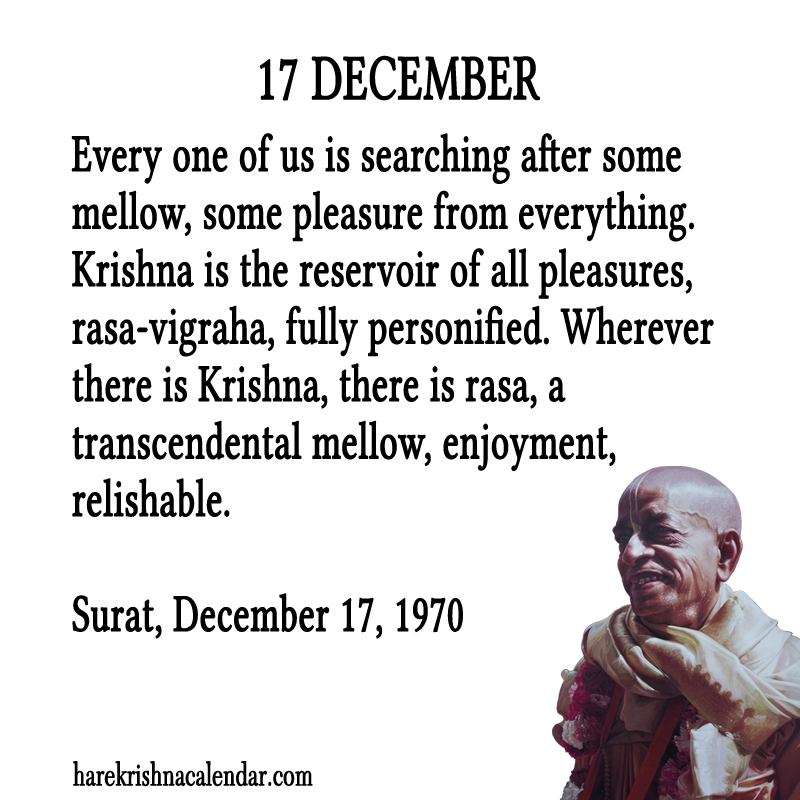 17 DECEMBER
Every one of us is searching after some
mellow, some pleasure from everything.
Krishna is the reservoir of all pleasures,
rasa-vigraha, fully personified. Wherever
there is Krishna, there is rasa, a
transcendental mellow, enjoyment,
relishable.
Surat, December 17, 1970
harekrishnacalendar.com